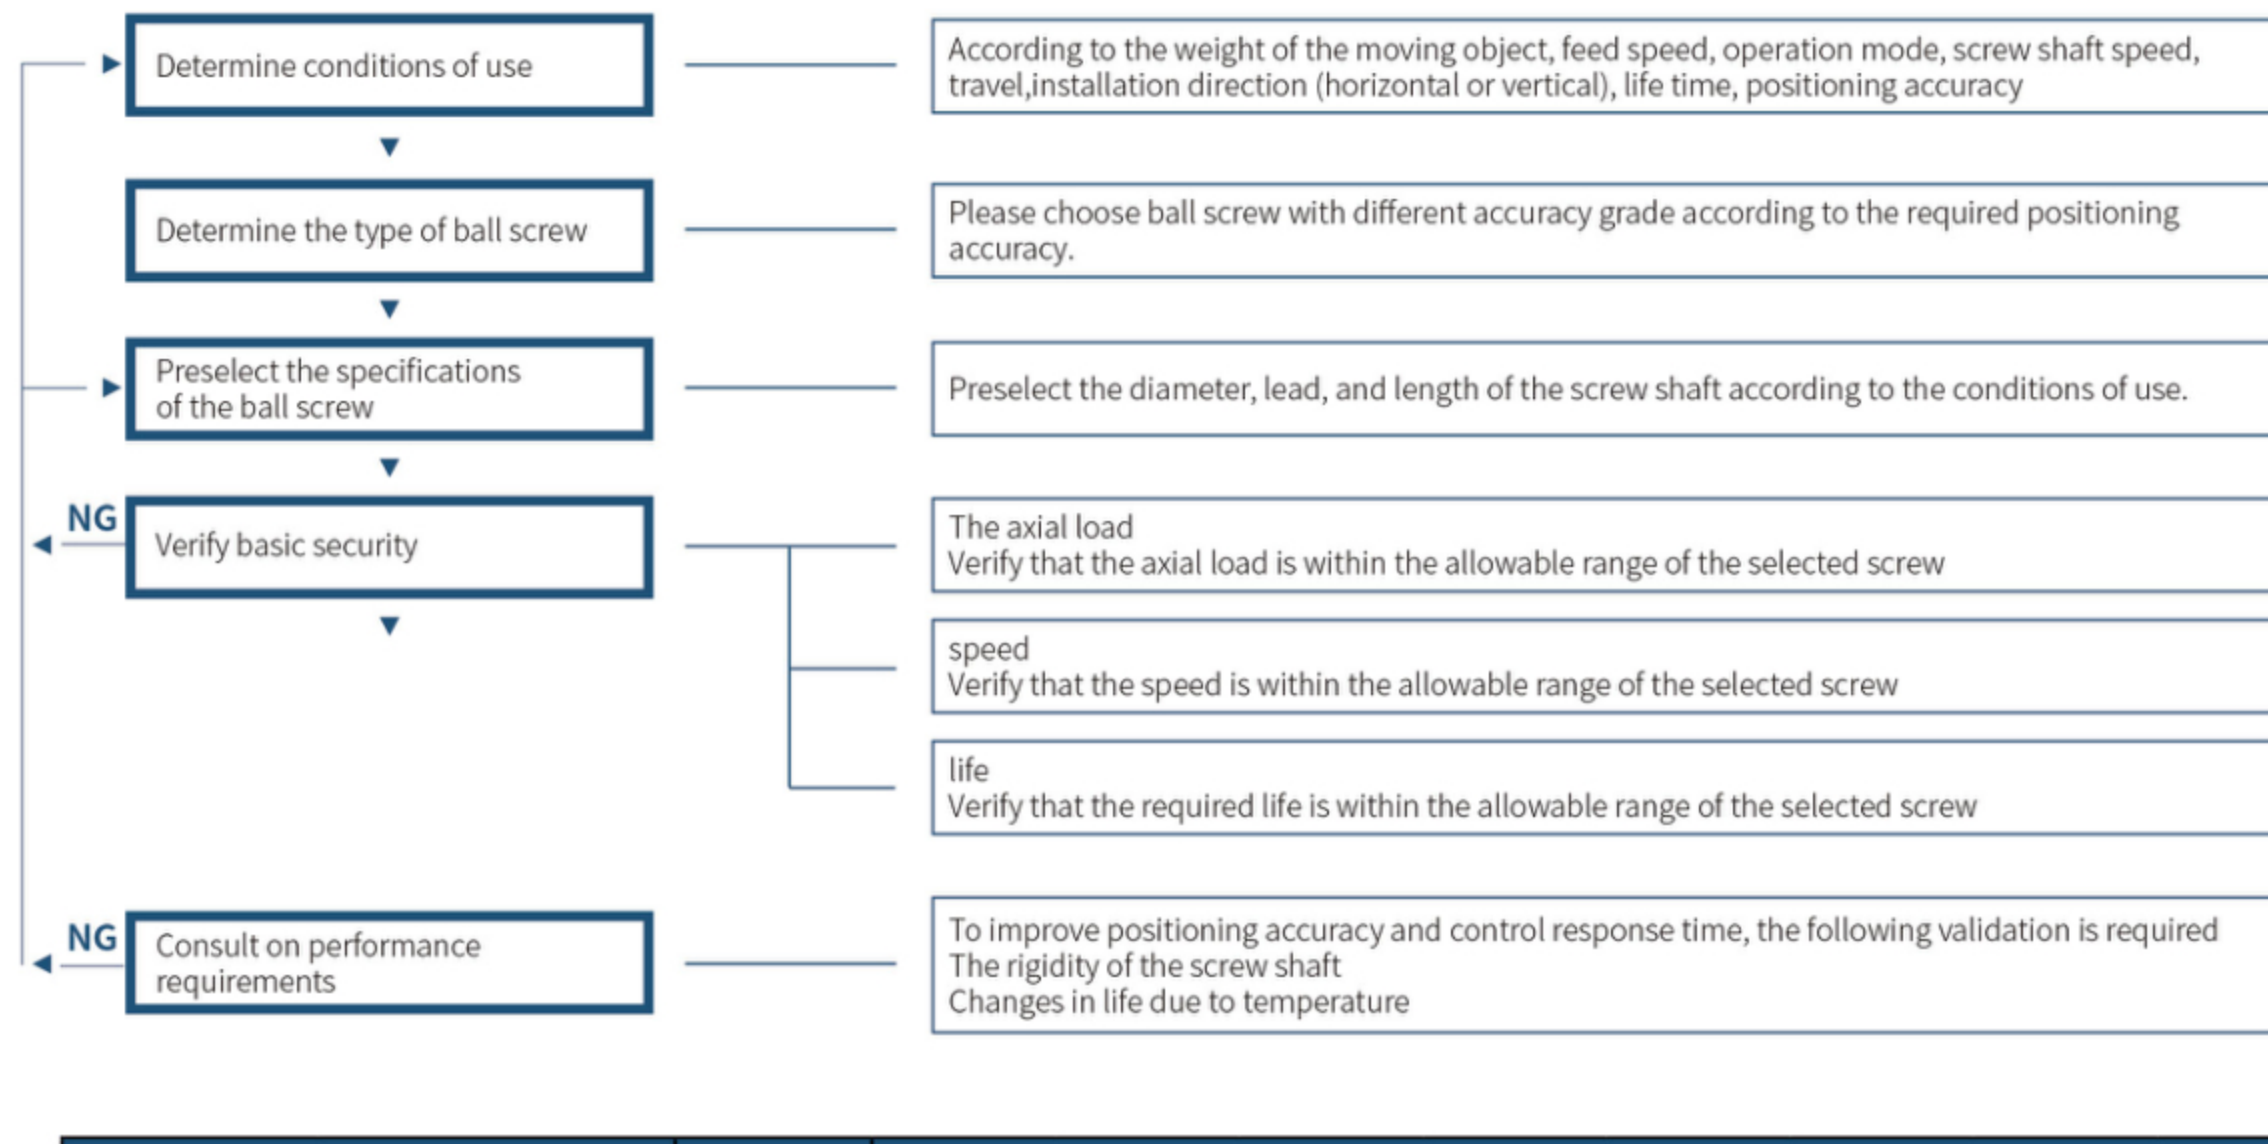 Determine conditions of use
According to the weight of the moving object, feed speed, operation mode, screw shaft speed,
travel,installation direction (horizontal or vertical), life time, positioning accuracy
Determine the type of ball screw
Please choose ball screw with different accuracy grade according to the required positioning
accuracy.
Preselect the specifications
of the ball screw
Preselect the diameter, lead, and length of the screw shaft according to the conditions of use.
NG
Verify basic security
The axial load
Verify that the axial load is within the allowable range of the selected screw
speed
Verify that the speed is within the allowable range of the selected screw
life
Verify that the required life is within the allowable range of the selected screw
NG
Consult on performance
requirements
To improve positioning accuracy and control response time, the following validation is required
The rigidity of the screw shaft
Changes in life due to temperature